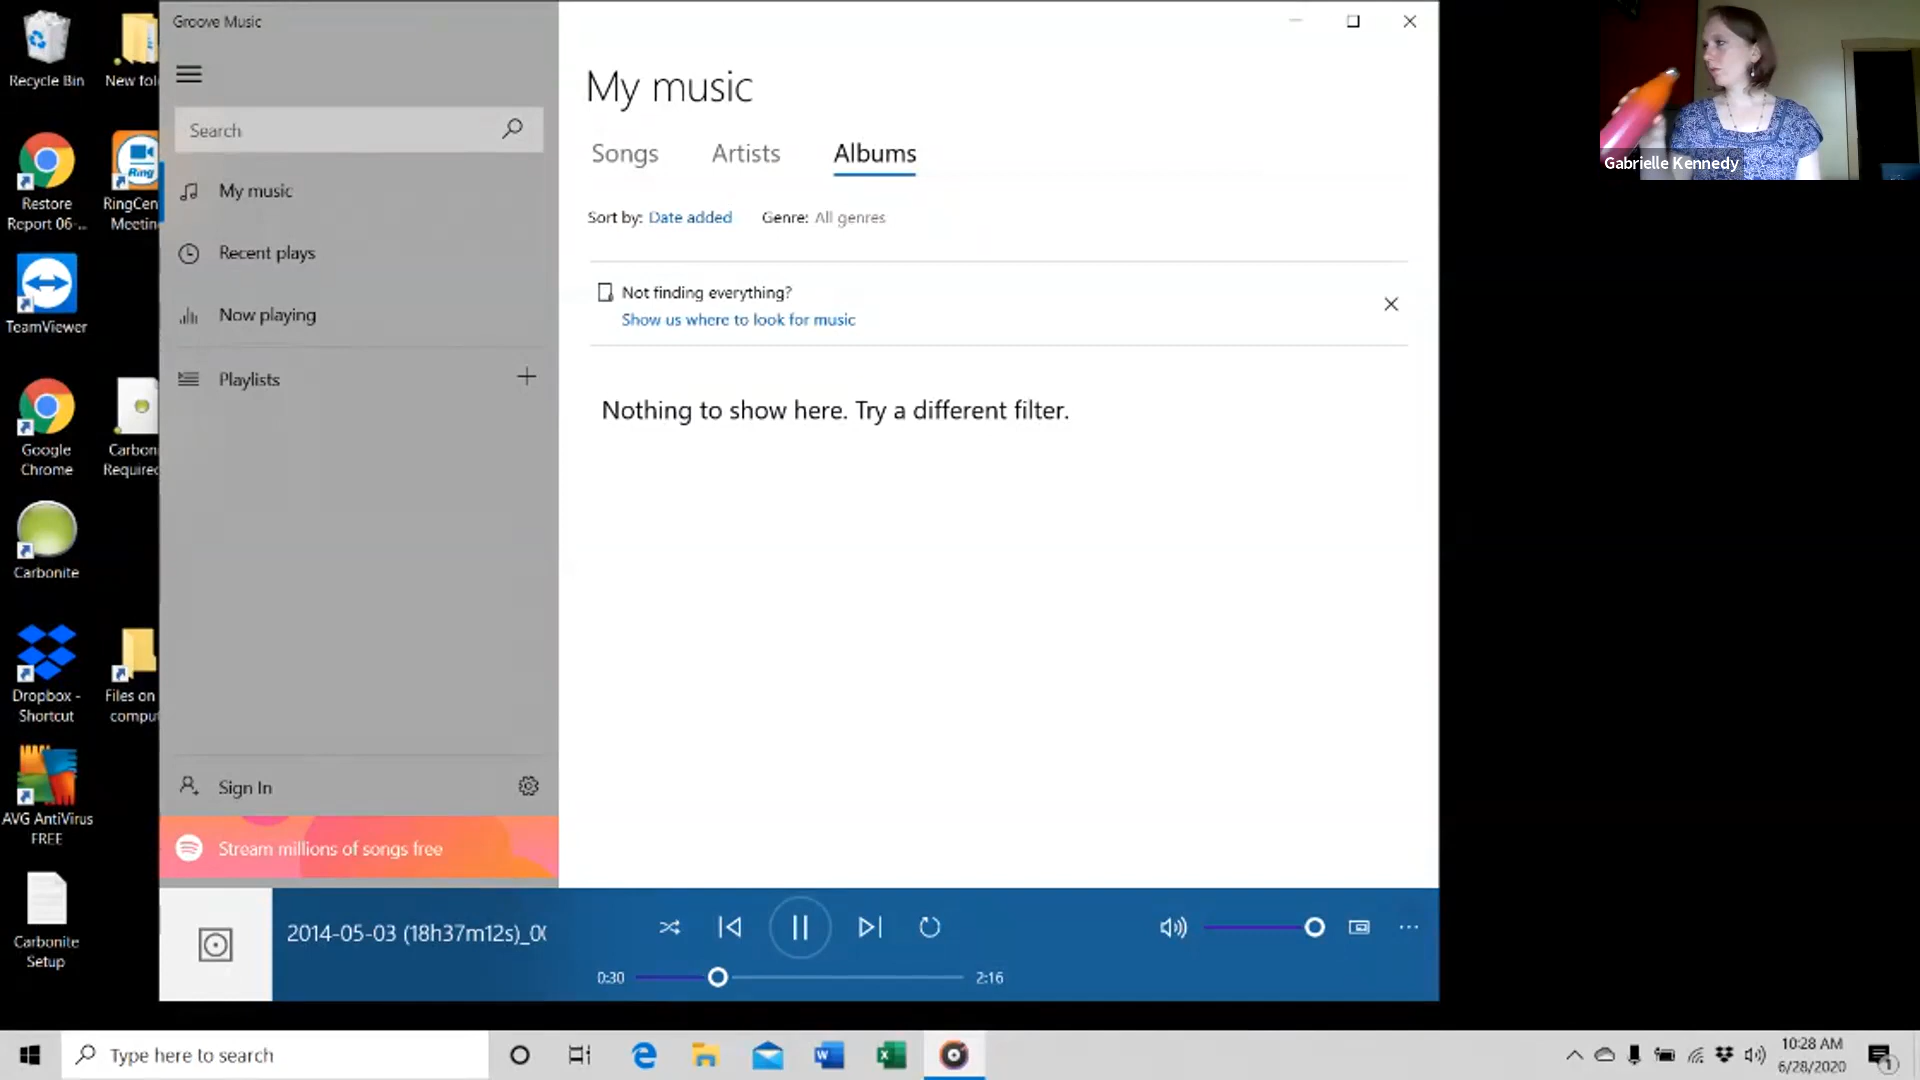 Recycle Bin
New fol
Restore
Report 06-...
RingCen
Meetin
Ring
TeamViewer
Google
Chrome
Carbon
Required
Carbonite
Dropbox -
Shortcut
Files on
comput
AVG AntiVirus
FREE
Carbonite
Setup
Groove Music
Search
My music
Recent plays
Now playing
Playlists
Sign In
Stream millions of songs free
My music
Songs Artists Albums
Sort by: Date added Genre: All genres
Not finding everything?
Show us where to look for music
Nothing to show here. Try a different filter.
2014-05-03 (18h37m12s)_0(
0:30 2:16
Gabrielle Kennedy
Type here to search
10:28 AM
6/28/2020
1